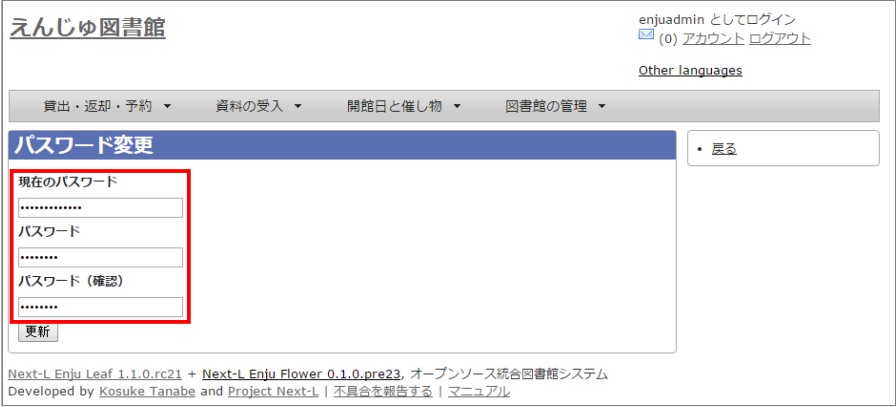 えんじゅ図書館
enjuadmin としてログイン
(0) アカウント ログアウト
Other languages
貸出・返却・予約 ▼ 資料の受入 ▼ 開館日と催し物 ▼ 図書館の管理 ▼
パスワード変更
• 戻る
現在のパスワード
•••••••••••••
パスワード
••••••••
パスワード（確認）
••••••••
更新
Next-L Enju Leaf 1.1.0.rc21 + Next-L Enju Flower 0.1.0.pre23, オープンソース統合図書館システム
Developed by Kosuke Tanabe and Project Next-L | 不具合を報告する | マニュアル